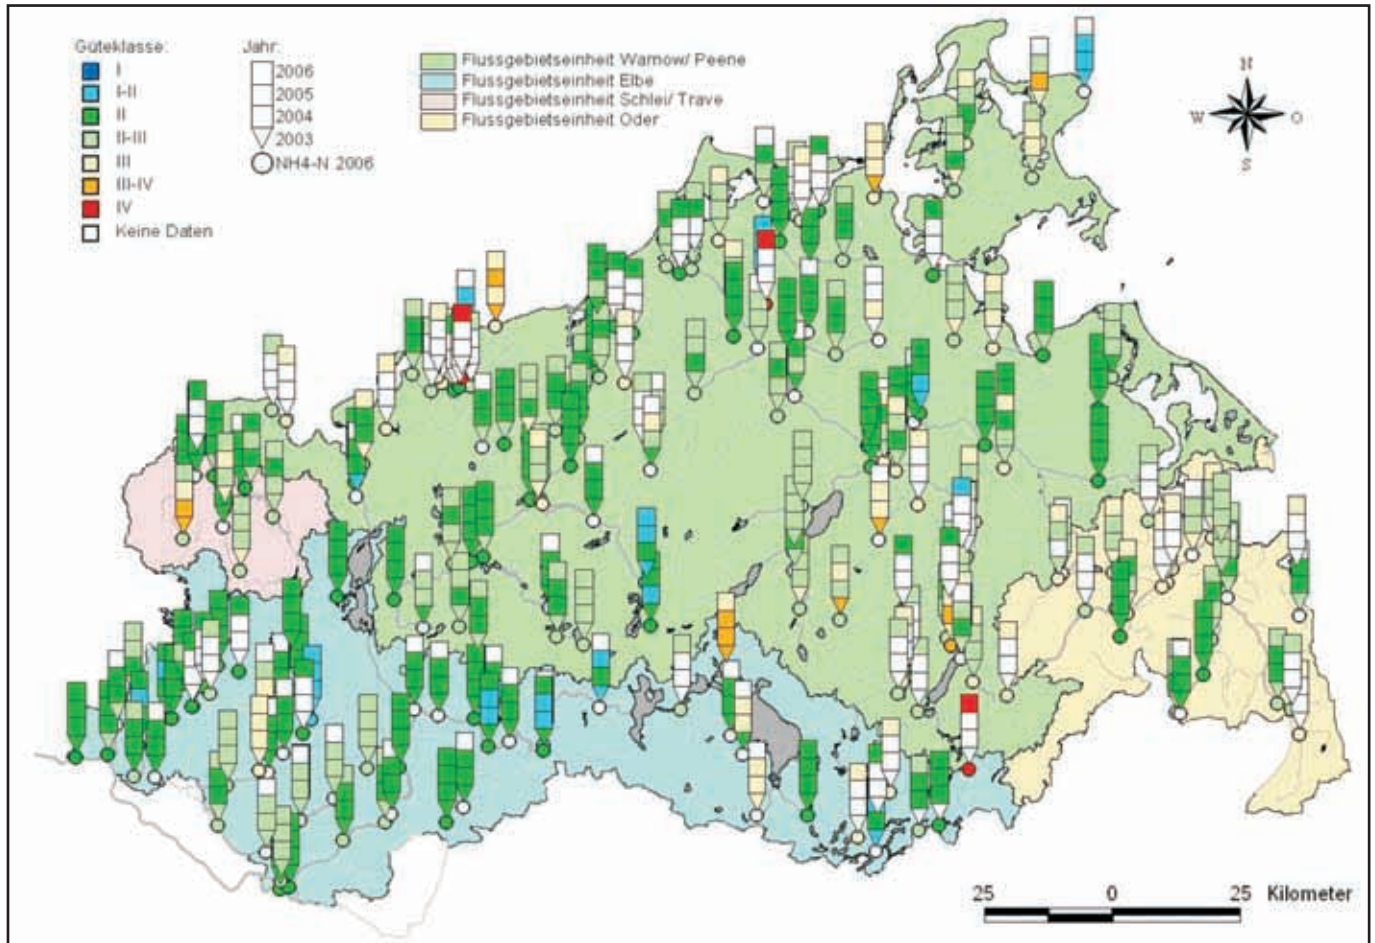 Güteklasse:
I
I-II
II
II-III
III
III-IV
IV
Keine Daten
Jahr:
2006
2005
2004
2003
NH4-N 2006
Flussgebietseinheit Warnow/ Peene
Flussgebietseinheit Elbe
Flussgebietseinheit Schlei/ Trave
Flussgebietseinheit Oder
N
W O
S
25 0 25 Kilometer